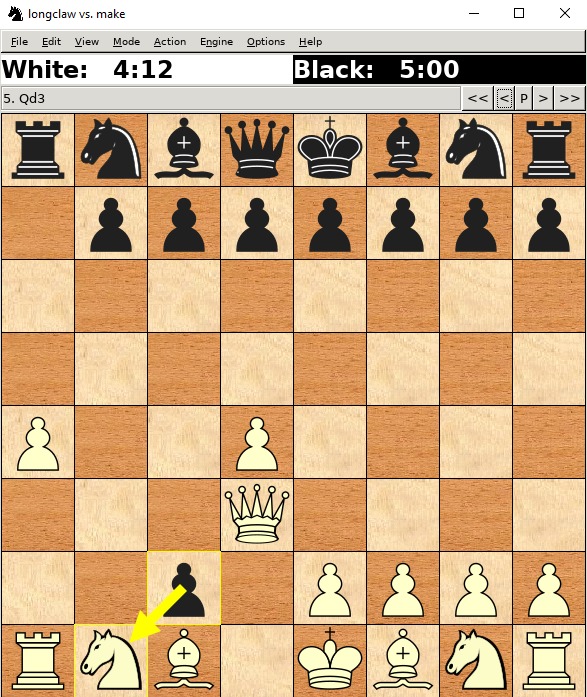 longclaw vs. make
File Edit View Mode Action Engine Options Help
White: 4:12 Black: 5:00
5. Qd3 << < P > >>